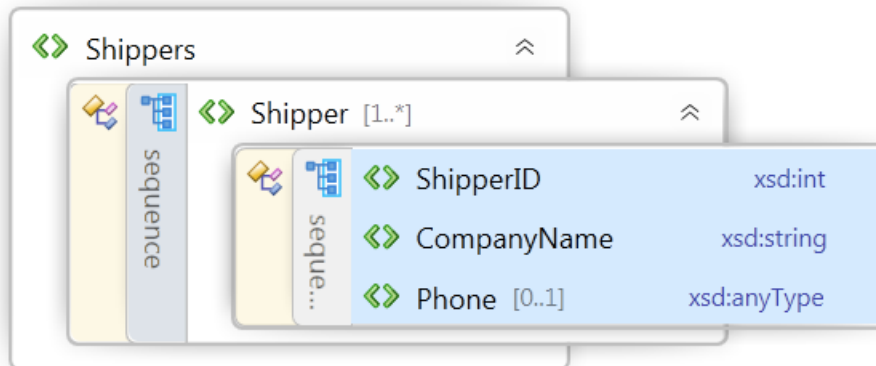 Shippers
Shipper [1..*]
sequence
ShipperID xsd:int
seque...
CompanyName xsd:string
Phone [0..1] xsd:anyType